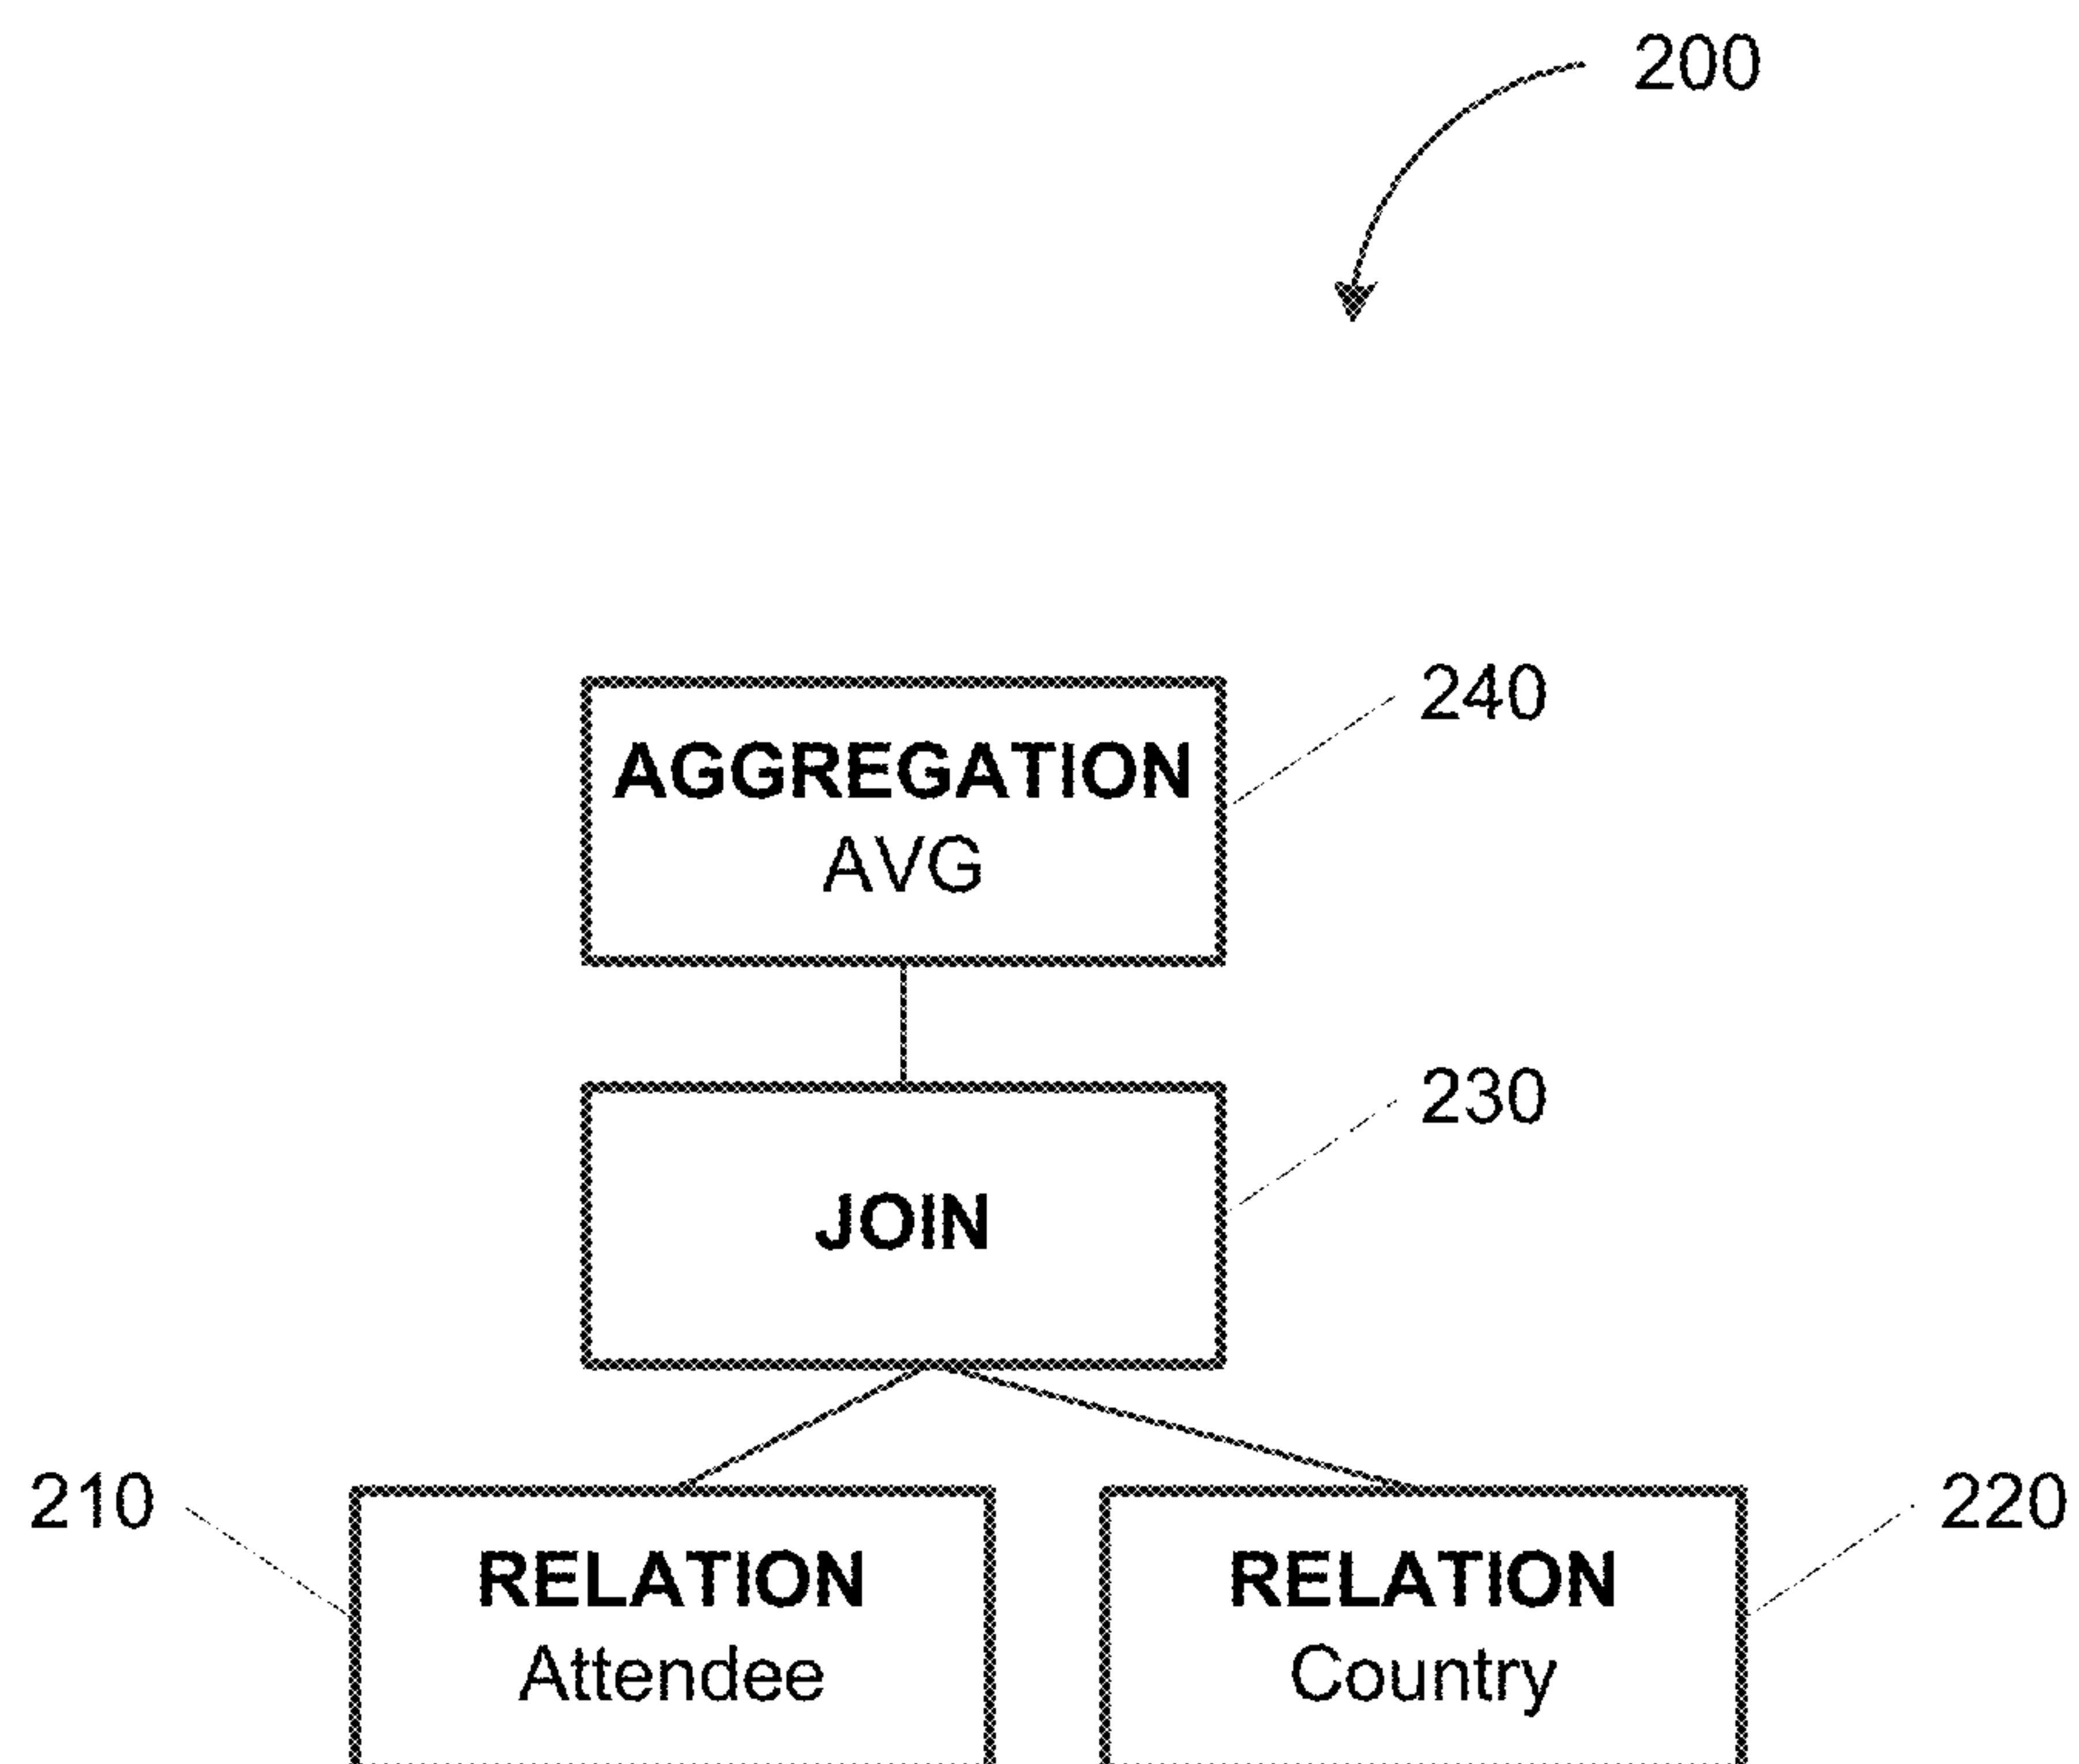 200
240
AGGREGATION
AVG
230
JOIN
210
220
RELATION
Attendee
RELATION
Country